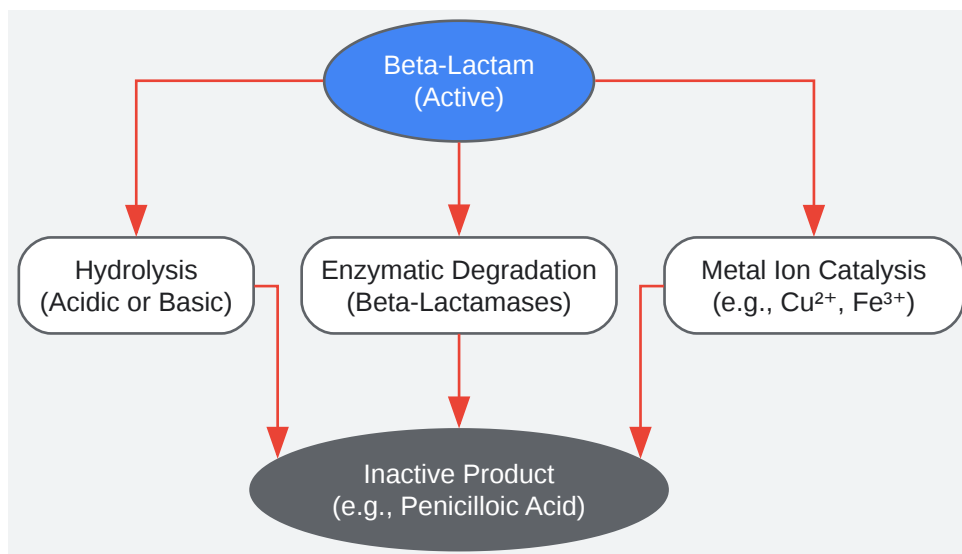 Beta-Lactam
(Active)
Hydrolysis
(Acidic or Basic)
Enzymatic Degradation
(Beta-Lactamases)
Metal Ion Catalysis
(e.g., Cu²⁺, Fe³⁺)
Inactive Product
(e.g., Penicilloic Acid)